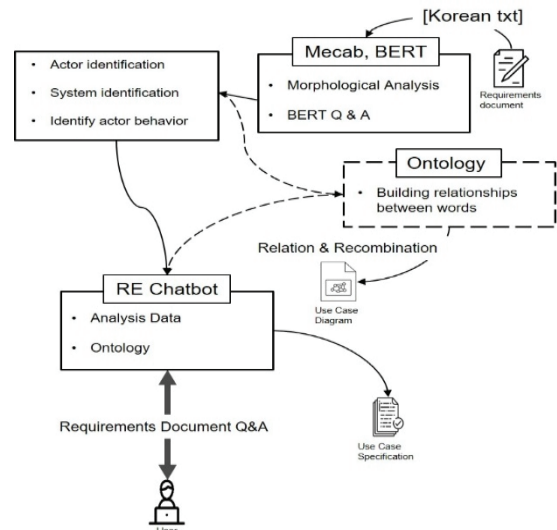 [Korean txt]
Mecab, BERT
• Morphological Analysis
• BERT Q & A
Requirements
document
• Actor identification
• System identification
• Identify actor behavior
Ontology
• Building relationships
between words
Relation & Recombination
Use Case
Diagram
RE Chatbot
• Analysis Data
• Ontology
Requirements Document Q&A
Use Case
Specification
User